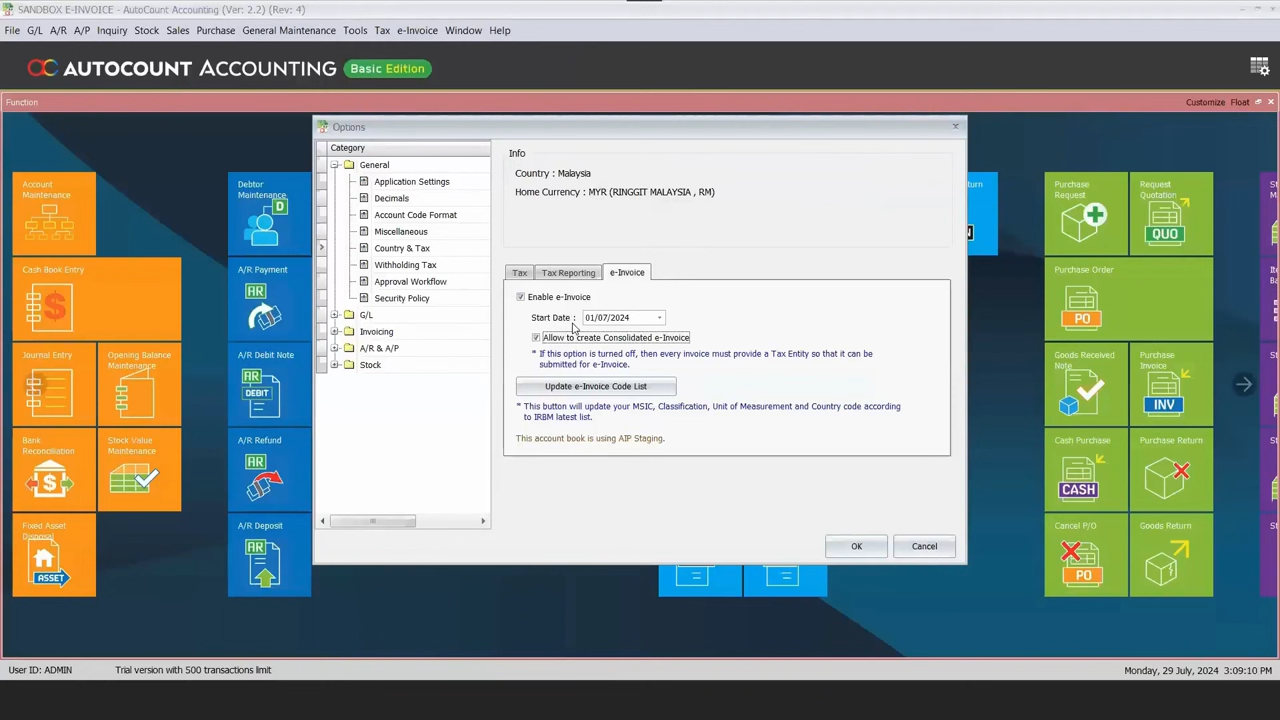 SANDBOX E-INVOICE - AutoCount Accounting (Ver: 2.2) (Rev: 4)
File G/L A/R A/P Inquiry Stock Sales Purchase General Maintenance Tools Tax e-Invoice Window Help
AUTOCOUNT ACCOUNTING Basic Edition
Function
Customize Float
Options
Category
General
Application Settings
Decimals
Account Code Format
Miscellaneous
Country & Tax
Withholding Tax
Approval Workflow
Security Policy
G/L
Invoicing
A/R & A/P
Stock
Info
Country : Malaysia
Home Currency : MYR (RINGGIT MALAYSIA , RM)
Tax Tax Reporting e-Invoice
Enable e-Invoice
Start Date : 01/07/2024
Allow to create Consolidated e-Invoice
* If this option is turned off, then every invoice must provide a Tax Entity so that it can be
submitted for e-Invoice.
Update e-Invoice Code List
* This button will update your MSIC, Classification, Unit of Measurement and Country code according
to IRBM latest list.
This account book is using AIP Staging.
OK Cancel
Account
Maintenance
Cash Book Entry
Journal Entry
Opening Balance
Maintenance
Bank
Reconciliation
Stock Value
Maintenance
Fixed Asset
Disposal
ASSET
Debtor
Maintenance
D
A/R Payment
AR
A/R Debit Note
AR
DEBIT
A/R Refund
AR
A/R Deposit
AR
Purchase
Request
Request
Quotation
QUO
Purchase Order
PO
Goods Received
Note
Purchase
Invoice
INV
Cash Purchase
CASH
Purchase Return
Cancel P/O
PO
Goods Return
User ID: ADMIN
Trial version with 500 transactions limit
Monday, 29 July, 2024 3:09:10 PM